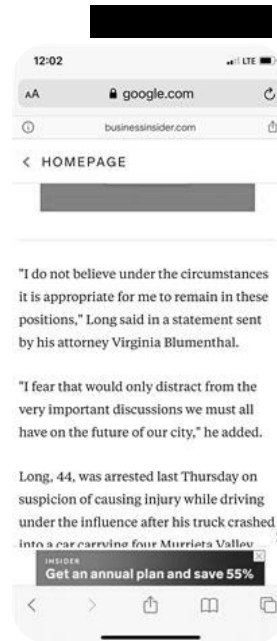 12:02 LTE
AA google.com
businessinsider.com
< HOMEPAGE
"I do not believe under the circumstances
it is appropriate for me to remain in these
positions," Long said in a statement sent
by his attorney Virginia Blumenthal.
"I fear that would only distract from the
very important discussions we must all
have on the future of our city," he added.
Long, 44, was arrested last Thursday on
suspicion of causing injury while driving
under the influence after his truck crashed
into a car carrying four Murrieta Valley
INSIDER
Get an annual plan and save 55%